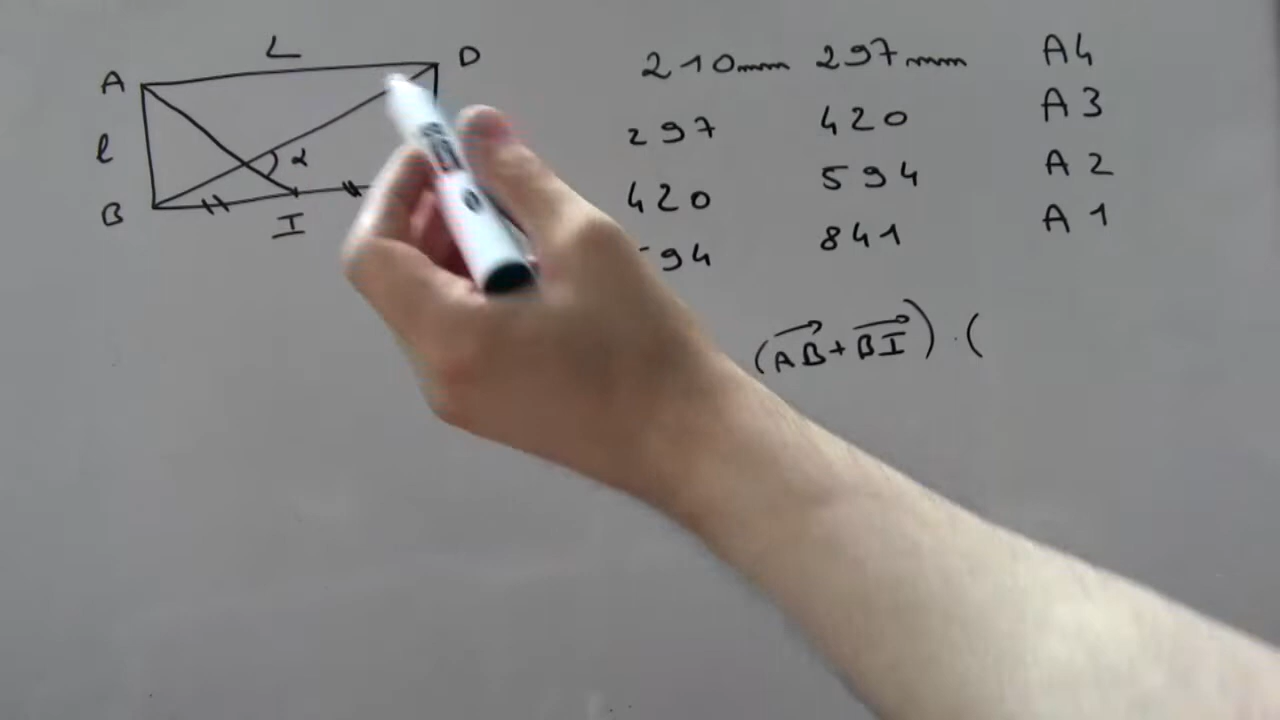 L
A
D
l
α
B
I
210mm 297mm A4
297 420 A3
420 594 A2
94 841 A1
(AB+BI).(